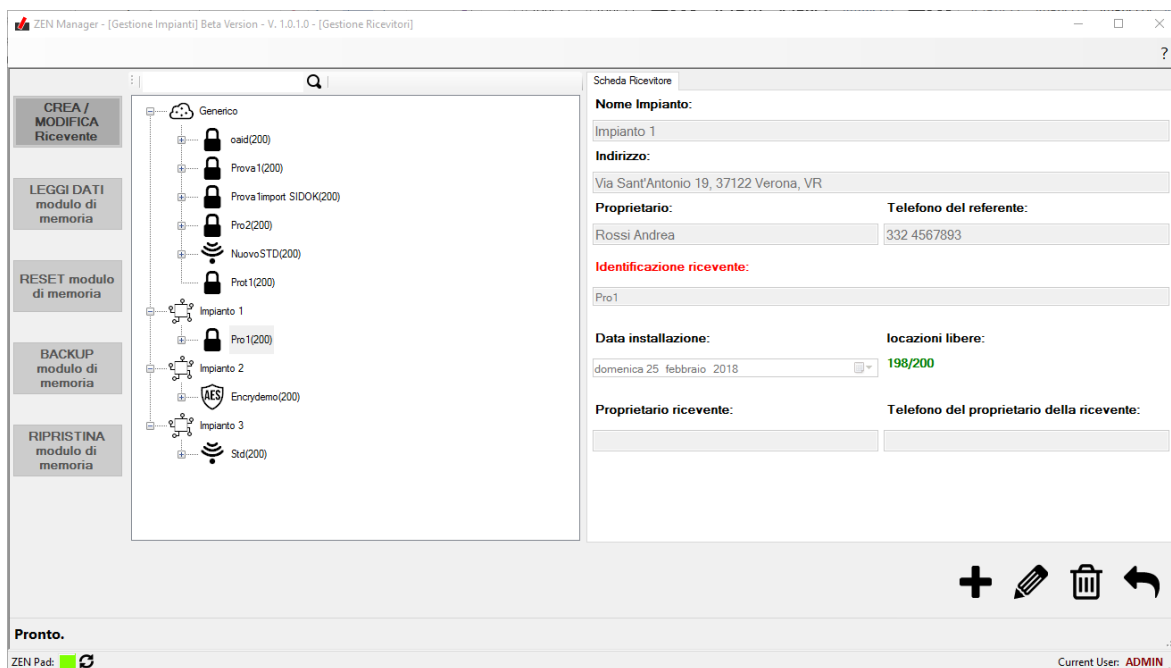 ZEN Manager - [Gestione Impianti] Beta Version - V. 1.0.1.0 - [Gestione Ricevitori]
?
CREA /
MODIFICA
Ricevente
LEGGI DATI
modulo di
memoria
RESET modulo
di memoria
BACKUP
modulo di
memoria
RIPRISTINA
modulo di
memoria
Generico
oaid(200)
Prova1(200)
Prova1import SIDOK(200)
Pro2(200)
NuovoSTD(200)
Prot1(200)
Impianto 1
Pro1(200)
Impianto 2
AES
Encrydemo(200)
Impianto 3
Std(200)
Scheda Ricevitore
Nome Impianto:
Impianto 1
Indirizzo:
Via Sant'Antonio 19, 37122 Verona, VR
Proprietario: Telefono del referente:
Rossi Andrea 332 4567893
Identificazione ricevente:
Pro1
Data installazione: locazioni libere:
domenica 25 febbraio 2018 198/200
Proprietario ricevente: Telefono del proprietario della ricevente:
Pronto.
ZEN Pad: Current User: ADMIN